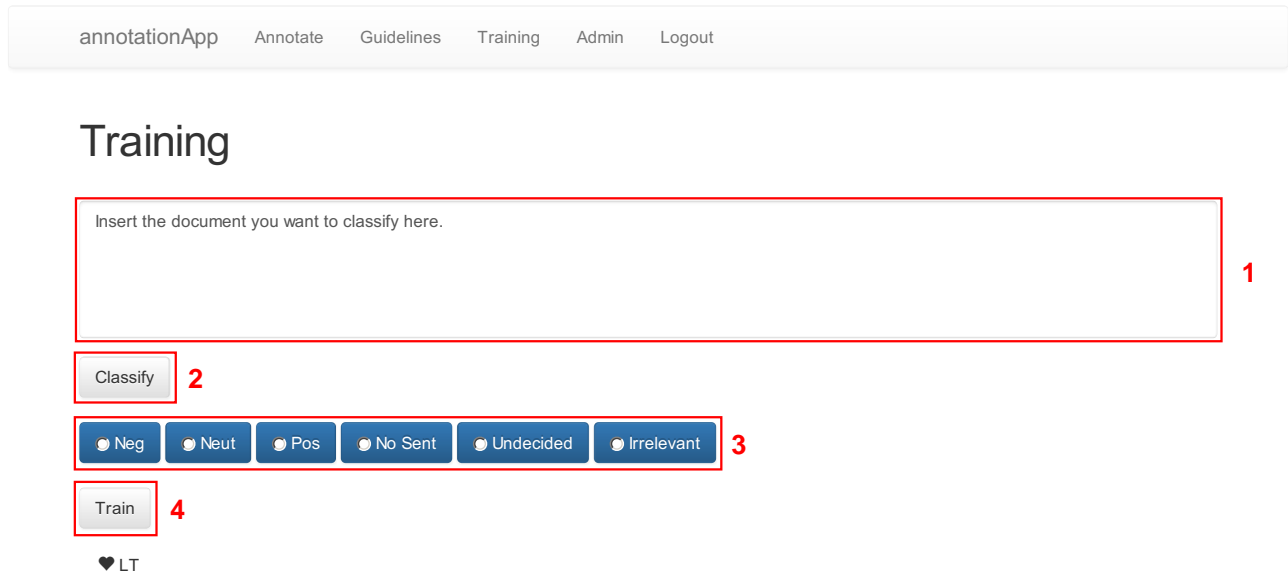 annotationApp Annotate Guidelines Training Admin Logout
Training
Insert the document you want to classify here.
1
Classify 2
Neg Neut Pos No Sent Undecided Irrelevant 3
Train 4
♥ LT